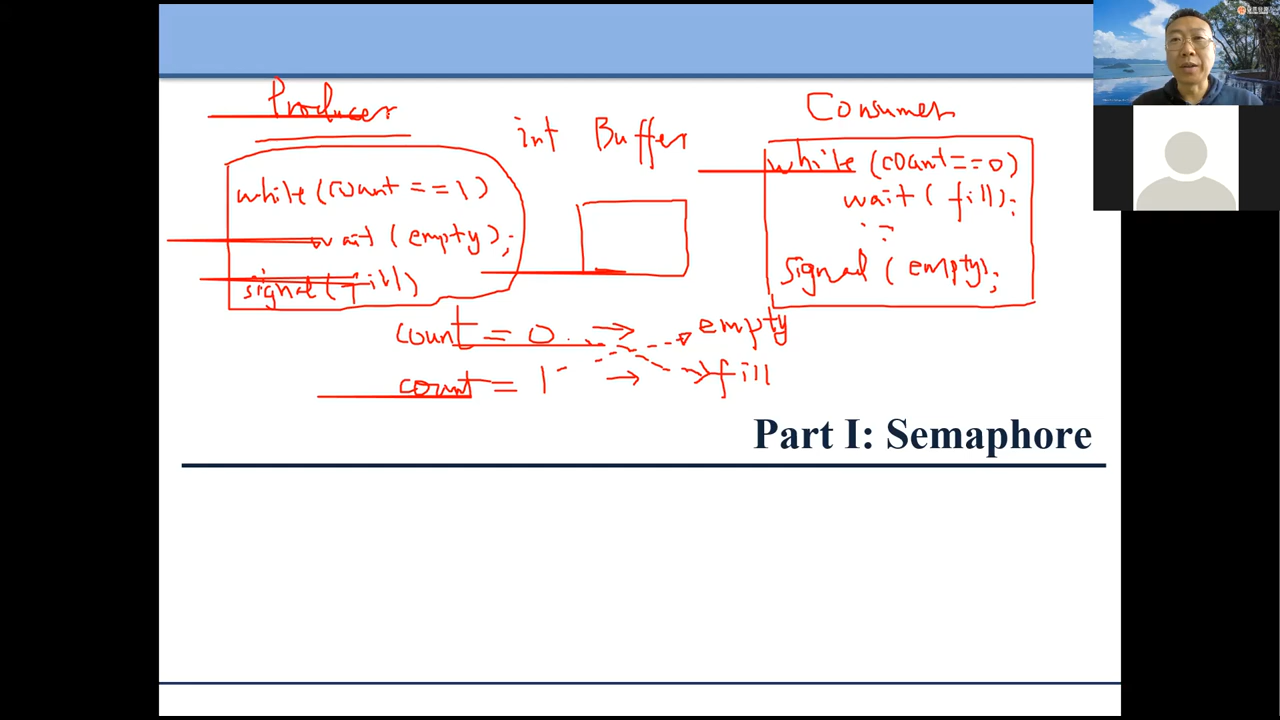 Producer
while (count == 1)
wait (empty);
signal (fill)
int Buffer
Consumer
while (count == 0)
wait (fill);
signal (empty);
count = 0
empty
count = 1
fill
Part I: Semaphore